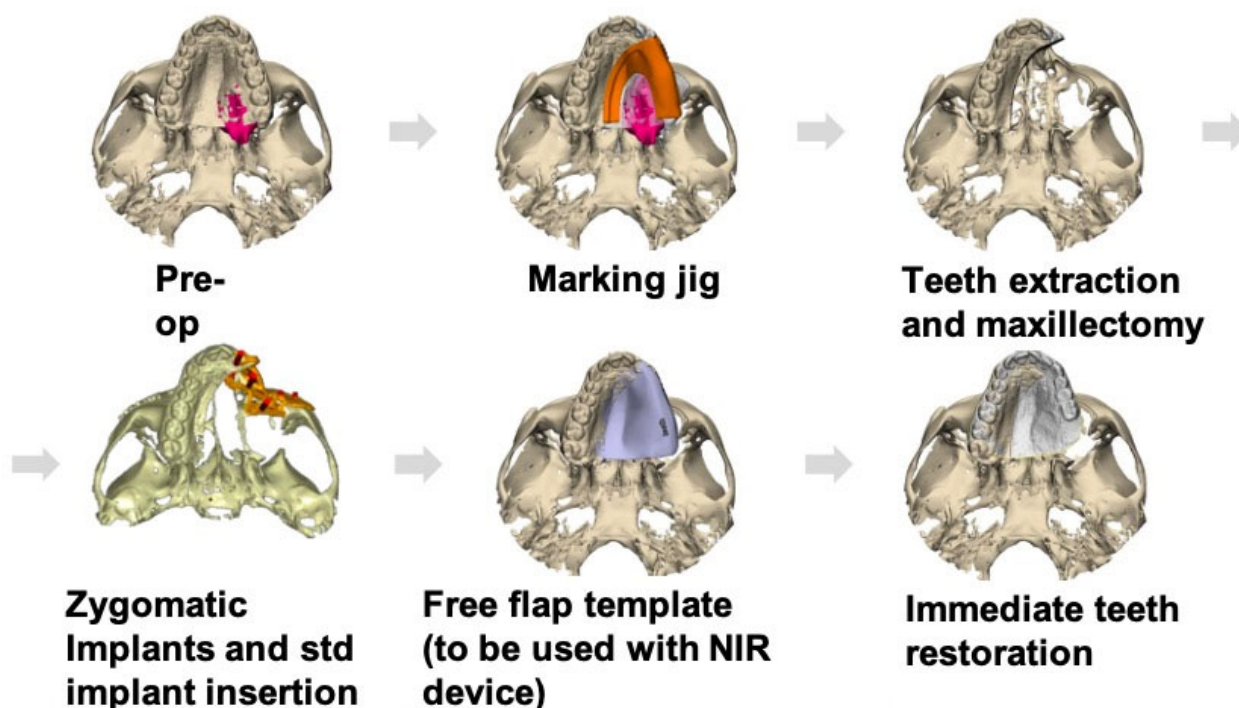 Pre-
op
Marking jig
Teeth extraction
and maxillectomy
Zygomatic
Implants and std
implant insertion
Free flap template
(to be used with NIR
device)
Immediate teeth
restoration